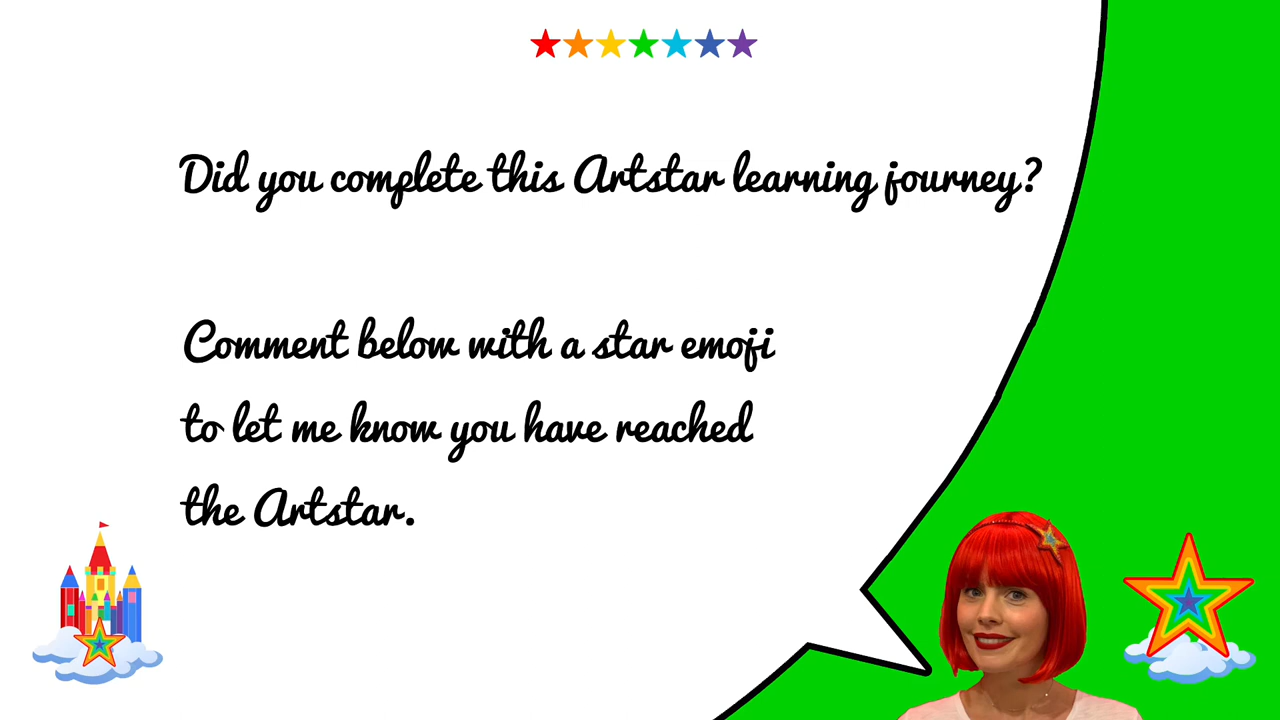 Did you complete this Artstar learning journey?
Comment below with a star emoji
to let me know you have reached
the Artstar.